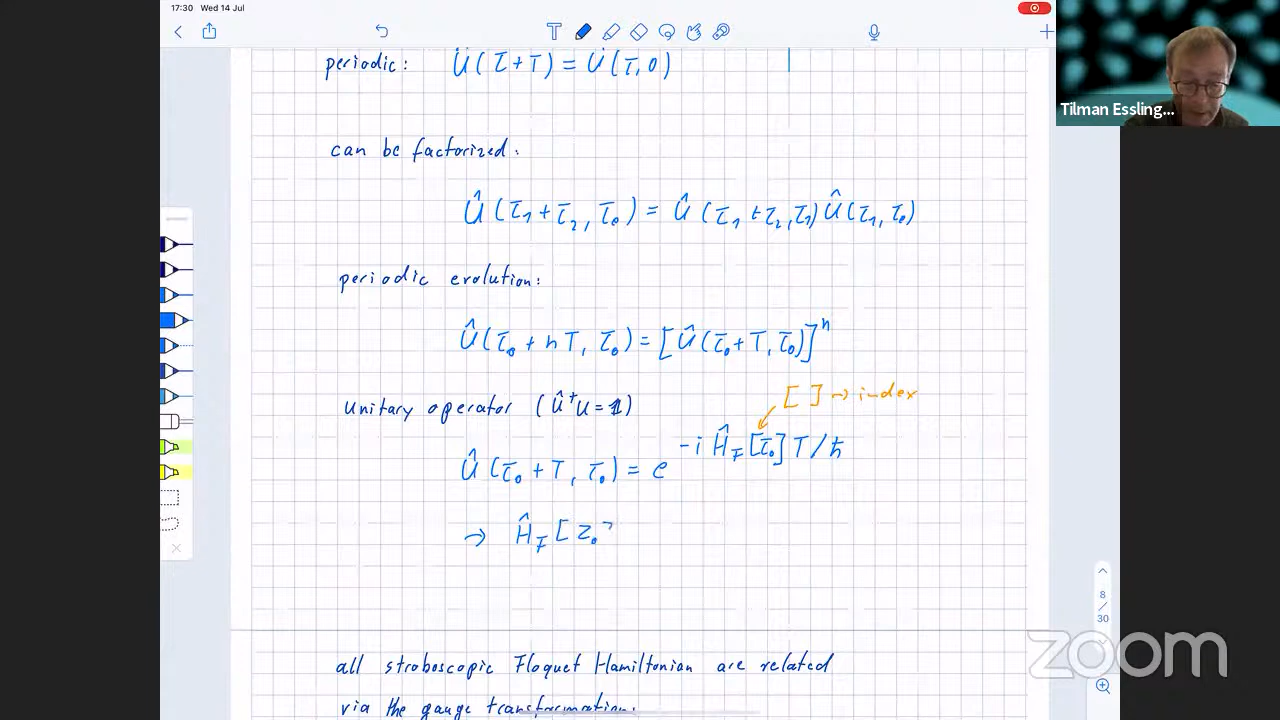 17:30 Wed 14 Jul
periodic: Û(τ+T) = Û(τ,0)
Tilman Essling...
can be factorized:
Û(τ₁+τ₂, τ₀) = Û(τ₁+τ₂,τ₁)Û(τ₁,τ₀)
periodic evolution:
Û(τ₀ + nT, τ₀) = [Û(τ₀+T, τ₀)]ⁿ
[ ] → index
Unitary operator (Û†U = 1)
Û(τ₀ + T, τ₀) = e^{-i Ĥ_F [τ₀] T/ħ}
→ Ĥ_F [τ₀
8
/
30
zoom
all stroboscopic Floquet Hamiltonian are related
via the gauge transformation: